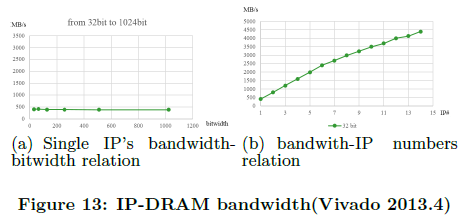 MB/s
from 32bit to 1024bit
3500
3000
2500
2000
1500
1000
500
0
0 200 400 600 800 1000 1200 bitwidth
MB/s
5000
4500
4000
3500
3000
2500
2000
1500
1000
500
0
1 3 5 7 9 11 13 15 IP#
32 bit
(a) Single IP's bandwidth-
bitwidth relation
(b) bandwith-IP numbers
relation
Figure 13: IP-DRAM bandwidth(Vivado 2013.4)